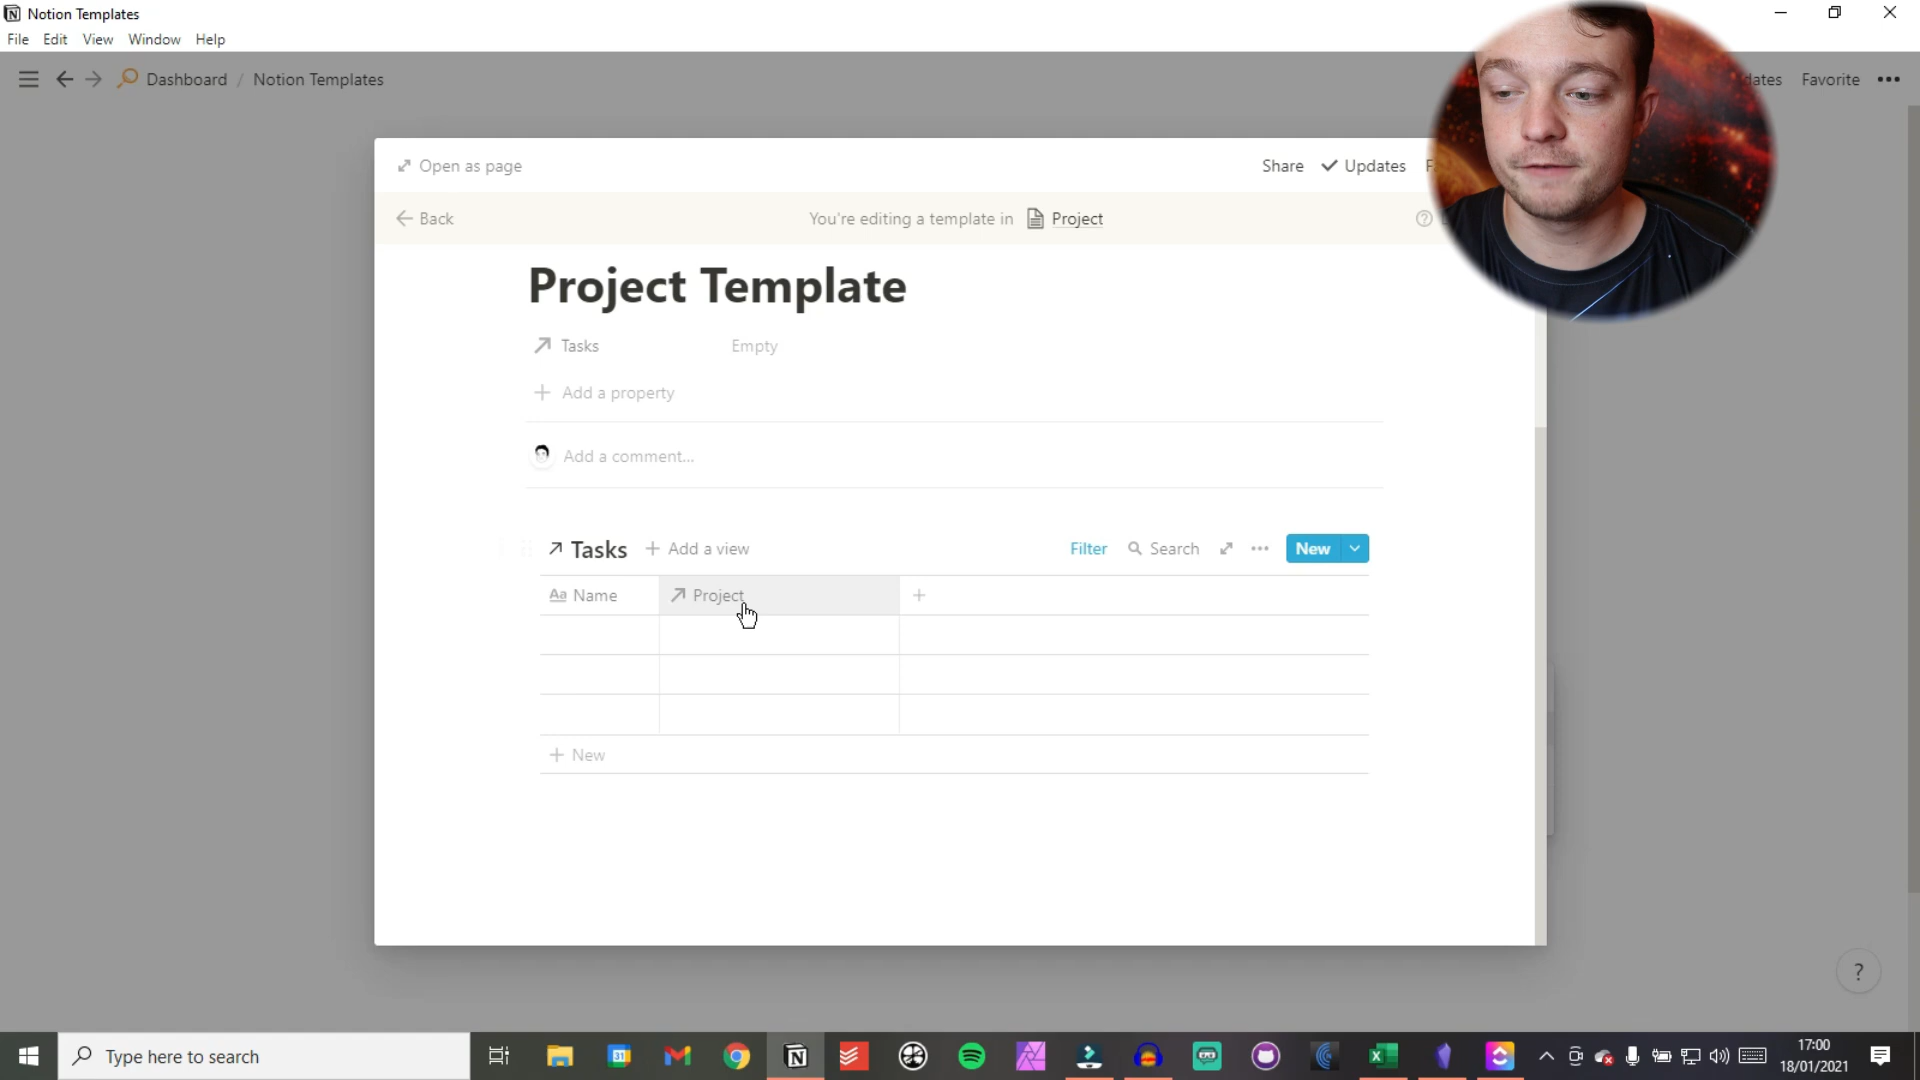 Notion Templates
File Edit View Window Help
Dashboard / Notion Templates
Favorite
Open as page
Share Updates
Back
You're editing a template in Project
Project Template
Tasks Empty
Add a property
Add a comment...
Tasks Add a view Filter Search New
Aa Name Project
New
?
Type here to search
31
17:00
18/01/2021